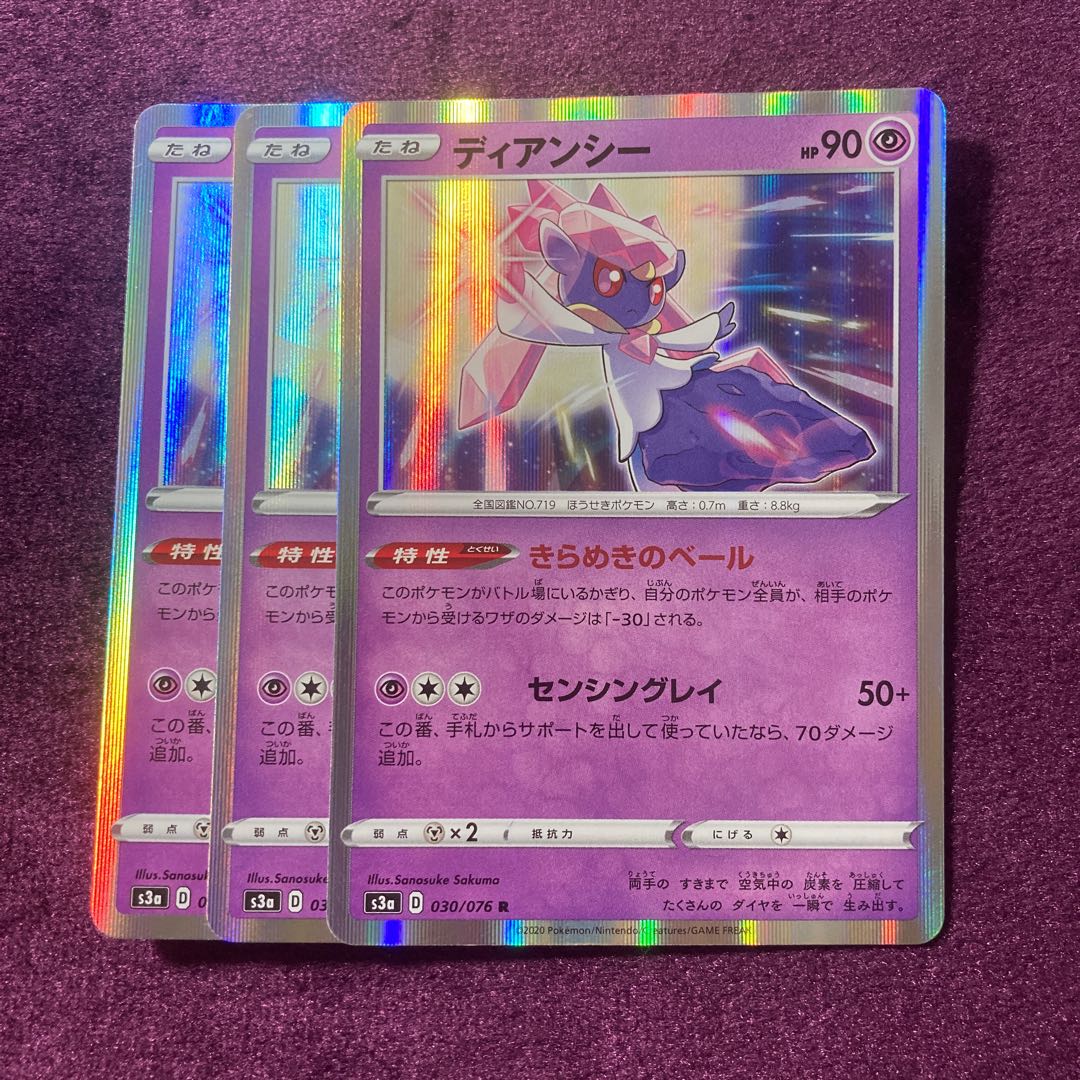 たね
たね
たね ディアンシー HP 90
全国図鑑NO.719 ほうせきポケモン 高さ:0.7m 重さ:8.8kg
特性
特性
特性 とくせい きらめきのベール
このポケ
モンから
このポケ
モンから受
このポケモンがバトル場にいるかぎり、自分のポケモン全員が、相手のポケ
モンから受けるワザのダメージは「-30」される。
センシングレイ 50+
この番、
追加。
この番、
追加。
この番、手札からサポートを出して使っていたなら、70ダメージ
追加。
弱点
弱点
弱点 ×2 抵抗力 にげる
Illus.Sanosuk
Illus.Sanosuke
Illus.Sanosuke Sakuma
s3a D 0
s3a D 03
s3a D 030/076 R
両手の すきまで 空気中の 炭素を 圧縮して
たくさんの ダイヤを 一瞬で 生み出す。
©2020 Pokémon/Nintendo/Creatures/GAME FREAK